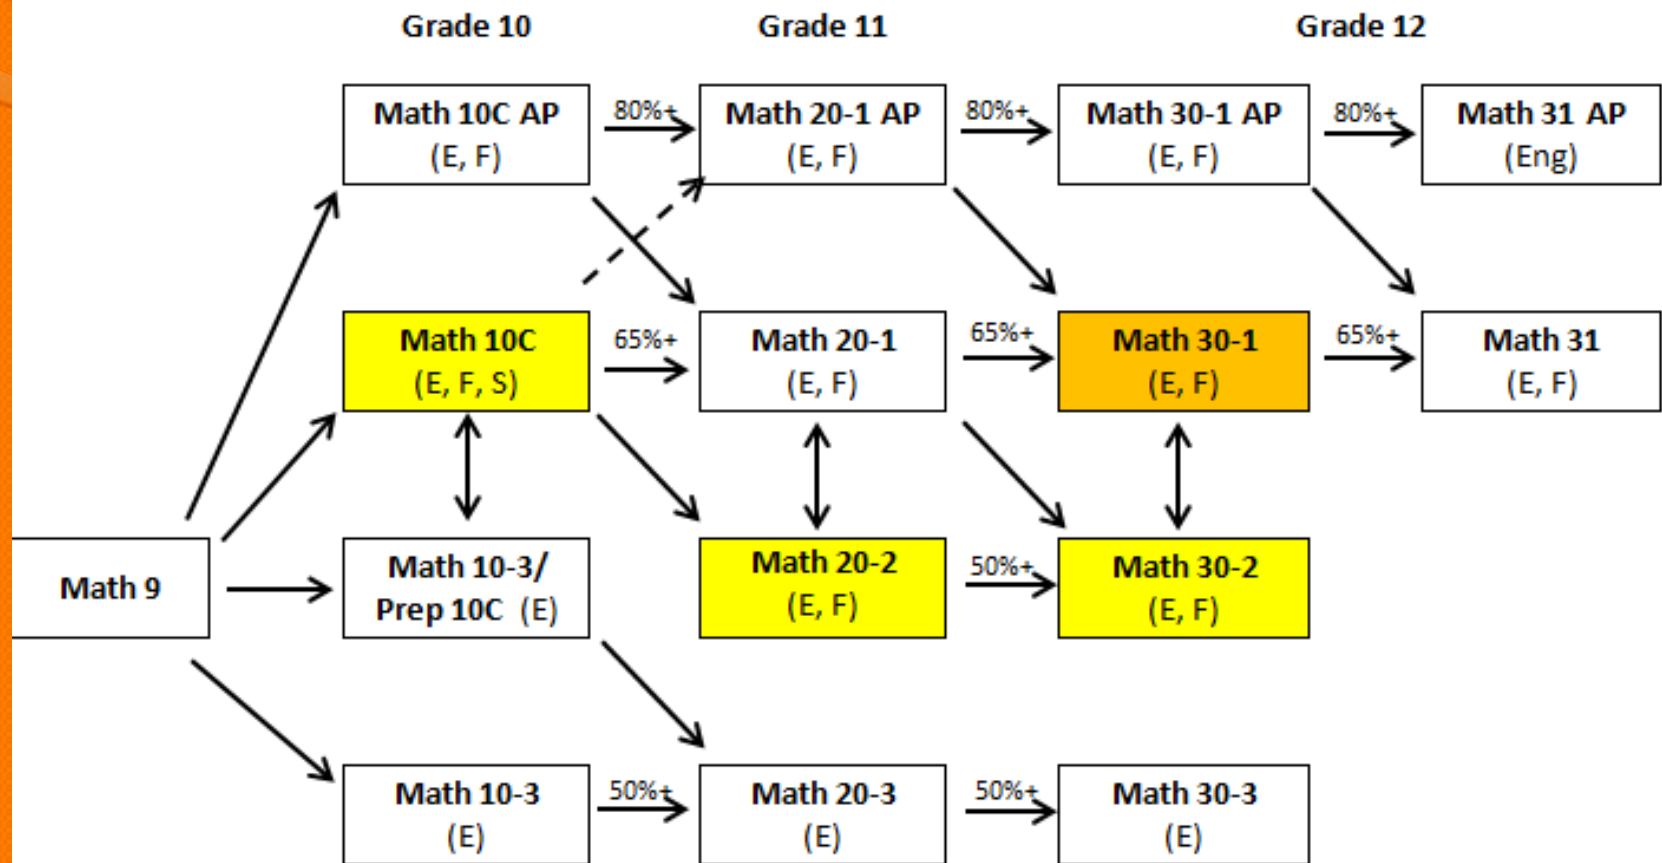 Grade 10
Grade 11
Grade 12
Math 10C AP
(E, F)
80%+
Math 20-1 AP
(E, F)
80%+
Math 30-1 AP
(E, F)
80%+
Math 31 AP
(Eng)
Math 10C
(E, F, S)
65%+
Math 20-1
(E, F)
65%+
Math 30-1
(E, F)
65%+
Math 31
(E, F)
Math 9
Math 10-3/
Prep 10C (E)
Math 20-2
(E, F)
50%+
Math 30-2
(E, F)
Math 10-3
(E)
50%+
Math 20-3
(E)
50%+
Math 30-3
(E)